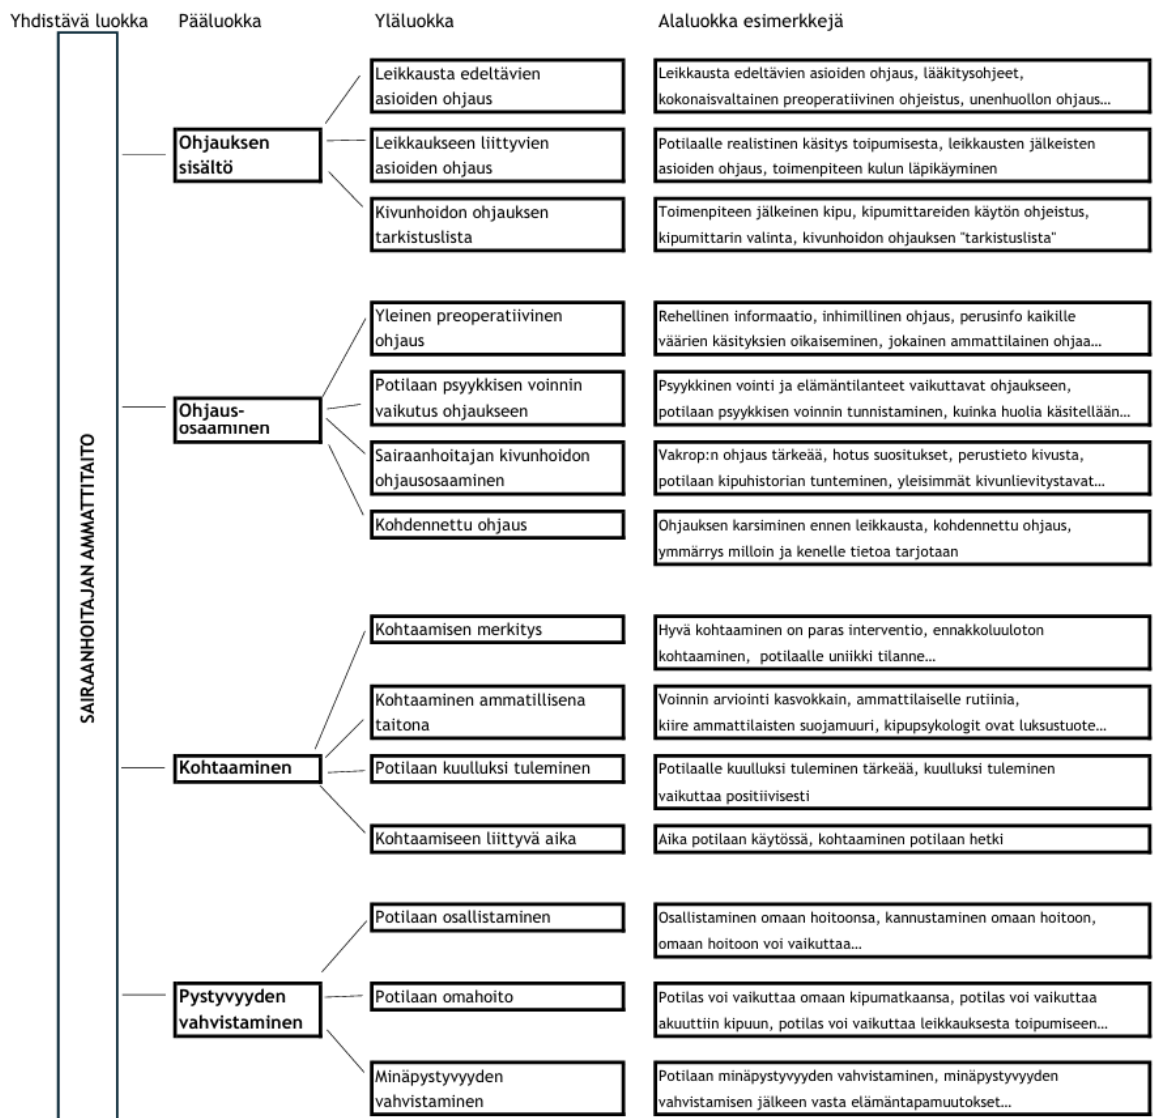 Yhdistävä luokka Pääluokka Yläluokka Alaluokka esimerkkejä
SAIRAANHOITAJAN AMMATTITAITO
Ohjauksen
sisältö
Leikkausta edeltävien
asioiden ohjaus
Leikkausta edeltävien asioiden ohjaus, lääkitysohjeet,
kokonaisvaltainen preoperatiivinen ohjeistus, unenhuollon ohjaus…
Leikkaukseen liittyvien
asioiden ohjaus
Potilaalle realistinen käsitys toipumisesta, leikkausten jälkeisten
asioiden ohjaus, toimenpiteen kulun läpikäyminen
Kivunhoidon ohjauksen
tarkistuslista
Toimenpiteen jälkeinen kipu, kipumittareiden käytön ohjeistus,
kipumittarin valinta, kivunhoidon ohjauksen "tarkistuslista"
Ohjaus-
osaaminen
Yleinen preoperatiivinen
ohjaus
Rehellinen informaatio, inhimillinen ohjaus, perusinfo kaikille
väärien käsityksien oikaiseminen, jokainen ammattilainen ohjaa…
Potilaan psyykkisen voinnin
vaikutus ohjaukseen
Psyykkinen vointi ja elämäntilanteet vaikuttavat ohjaukseen,
potilaan psyykkisen voinnin tunnistaminen, kuinka huolia käsitellään…
Sairaanhoitajan kivunhoidon
ohjausosaaminen
Vakrop:n ohjaus tärkeää, hotus suositukset, perustieto kivusta,
potilaan kipuhistorian tunteminen, yleisimmät kivunlievitystavat…
Kohdennettu ohjaus
Ohjauksen karsiminen ennen leikkausta, kohdennettu ohjaus,
ymmärrys milloin ja kenelle tietoa tarjotaan
Kohtaaminen
Kohtaamisen merkitys
Hyvä kohtaaminen on paras interventio, ennakkoluuloton
kohtaaminen, potilaalle uniikki tilanne…
Kohtaaminen ammatillisena
taitona
Voinnin arviointi kasvokkain, ammattilaiselle rutiinia,
kiire ammattilaisten suojamuuri, kipupsykologit ovat luksustuote…
Potilaan kuulluksi tuleminen
Potilaalle kuulluksi tuleminen tärkeää, kuulluksi tuleminen
vaikuttaa positiivisesti
Kohtaamiseen liittyvä aika
Aika potilaan käytössä, kohtaaminen potilaan hetki
Pystyvyyden
vahvistaminen
Potilaan osallistaminen
Osallistaminen omaan hoitoonsa, kannustaminen omaan hoitoon,
omaan hoitoon voi vaikuttaa…
Potilaan omahoito
Potilas voi vaikuttaa omaan kipumatkaansa, potilas voi vaikuttaa
akuuttiin kipuun, potilas voi vaikuttaa leikkauksesta toipumiseen…
Minäpystyvyyden
vahvistaminen
Potilaan minäpystyvyyden vahvistaminen, minäpystyvyyden
vahvistamisen jälkeen vasta elämäntapamuutokset…